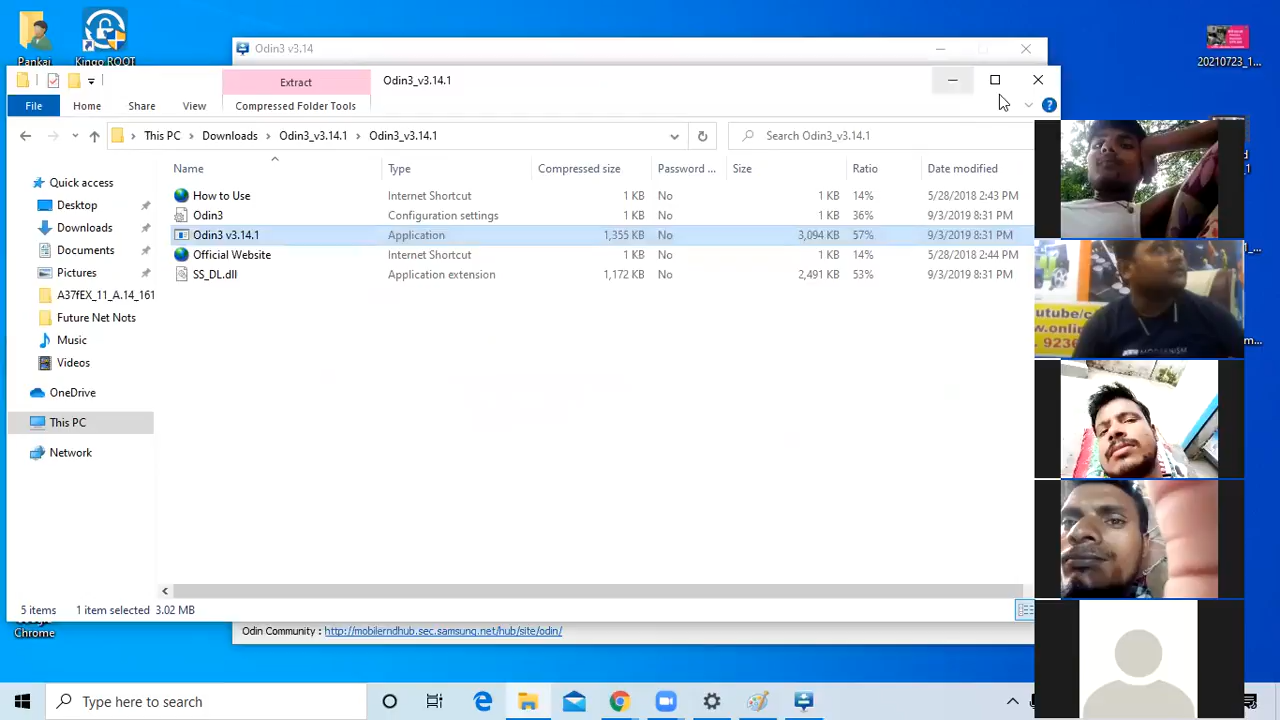 Pankaj
Kingo ROOT
Odin3 v3.14
20210723_1...
Extract
Odin3_v3.14.1
File
Home
Share
View
Compressed Folder Tools
This PC
Downloads
Odin3_v3.14.1
Odin3_v3.14.1
Search Odin3_v3.14.1
Name
Type
Compressed size
Password ...
Size
Ratio
Date modified
How to Use
Internet Shortcut
1 KB
No
1 KB
14%
5/28/2018 2:43 PM
Odin3
Configuration settings
1 KB
No
1 KB
36%
9/3/2019 8:31 PM
Odin3 v3.14.1
Application
1,355 KB
No
3,094 KB
57%
9/3/2019 8:31 PM
Official Website
Internet Shortcut
1 KB
No
1 KB
14%
5/28/2018 2:44 PM
SS_DL.dll
Application extension
1,172 KB
No
2,491 KB
53%
9/3/2019 8:31 PM
Quick access
Desktop
Downloads
Documents
Pictures
A37fEX_11_A.14_161
Future Net Nots
Music
Videos
OneDrive
This PC
Network
utube/c
w.onlin
. 9236
5 items
1 item selected
3.02 MB
Chrome
Odin Community : http://mobilerndhub.sec.samsung.net/hub/site/odin/
Type here to search